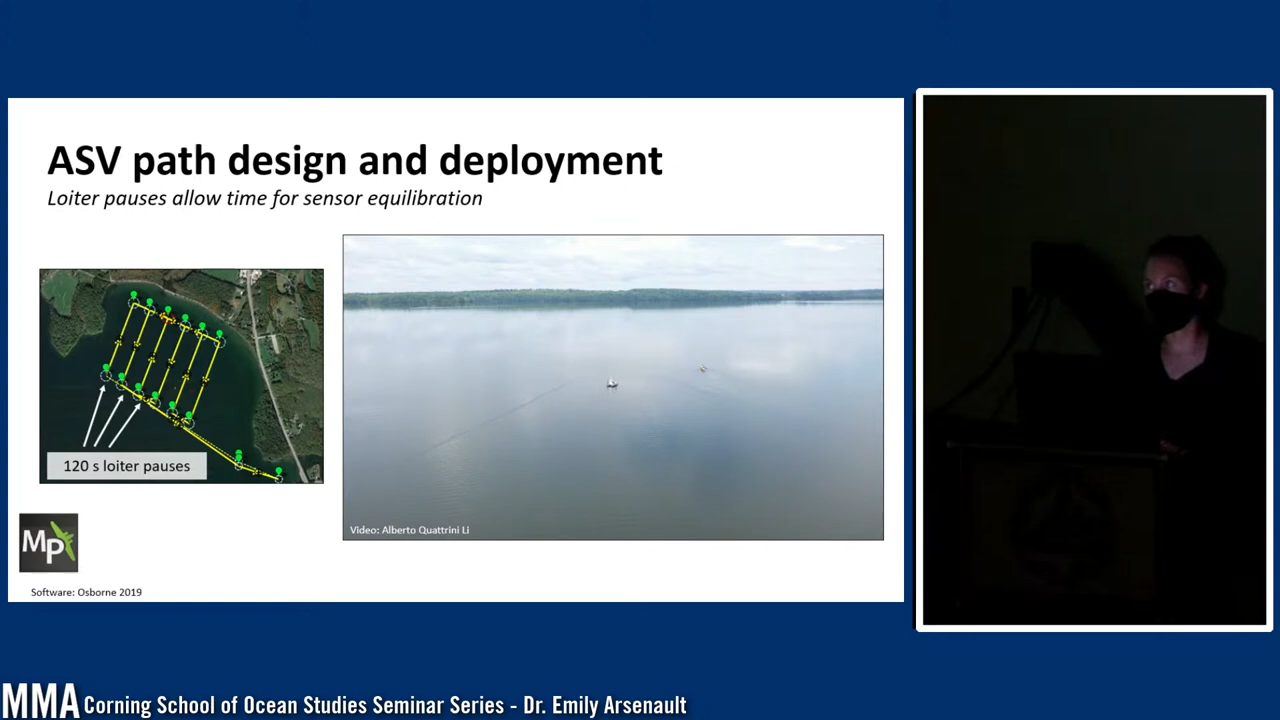 ASV path design and deployment
Loiter pauses allow time for sensor equilibration
120 s loiter pauses
Video: Alberto Quattrini Li
MP
Software: Osborne 2019
MMA Corning School of Ocean Studies Seminar Series - Dr. Emily Arsenault